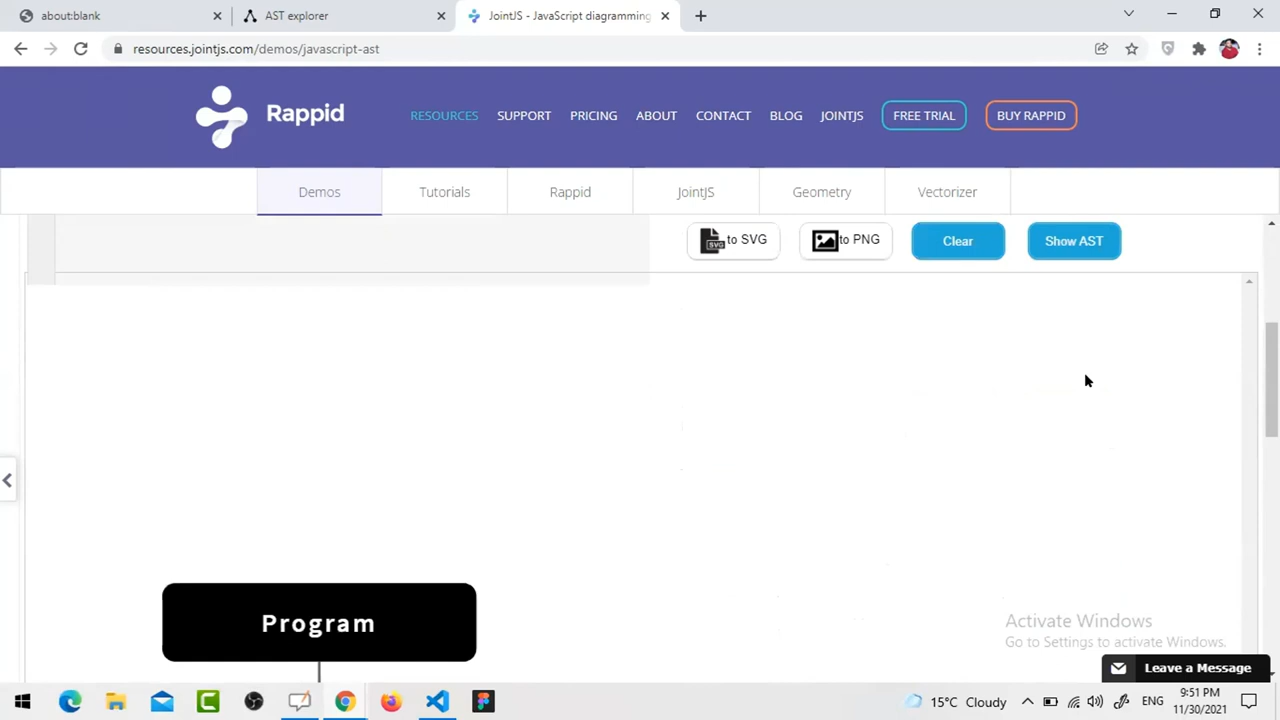 about:blank
AST explorer
JointJS - JavaScript diagramming
resources.jointjs.com/demos/javascript-ast
Rappid
RESOURCES SUPPORT PRICING ABOUT CONTACT BLOG JOINTJS FREE TRIAL BUY RAPPID
Demos Tutorials Rappid JointJS Geometry Vectorizer
SVG to SVG to PNG Clear Show AST
Program
Activate Windows
Go to Settings to activate Windows.
Leave a Message
15°C Cloudy ENG 9:51 PM
11/30/2021